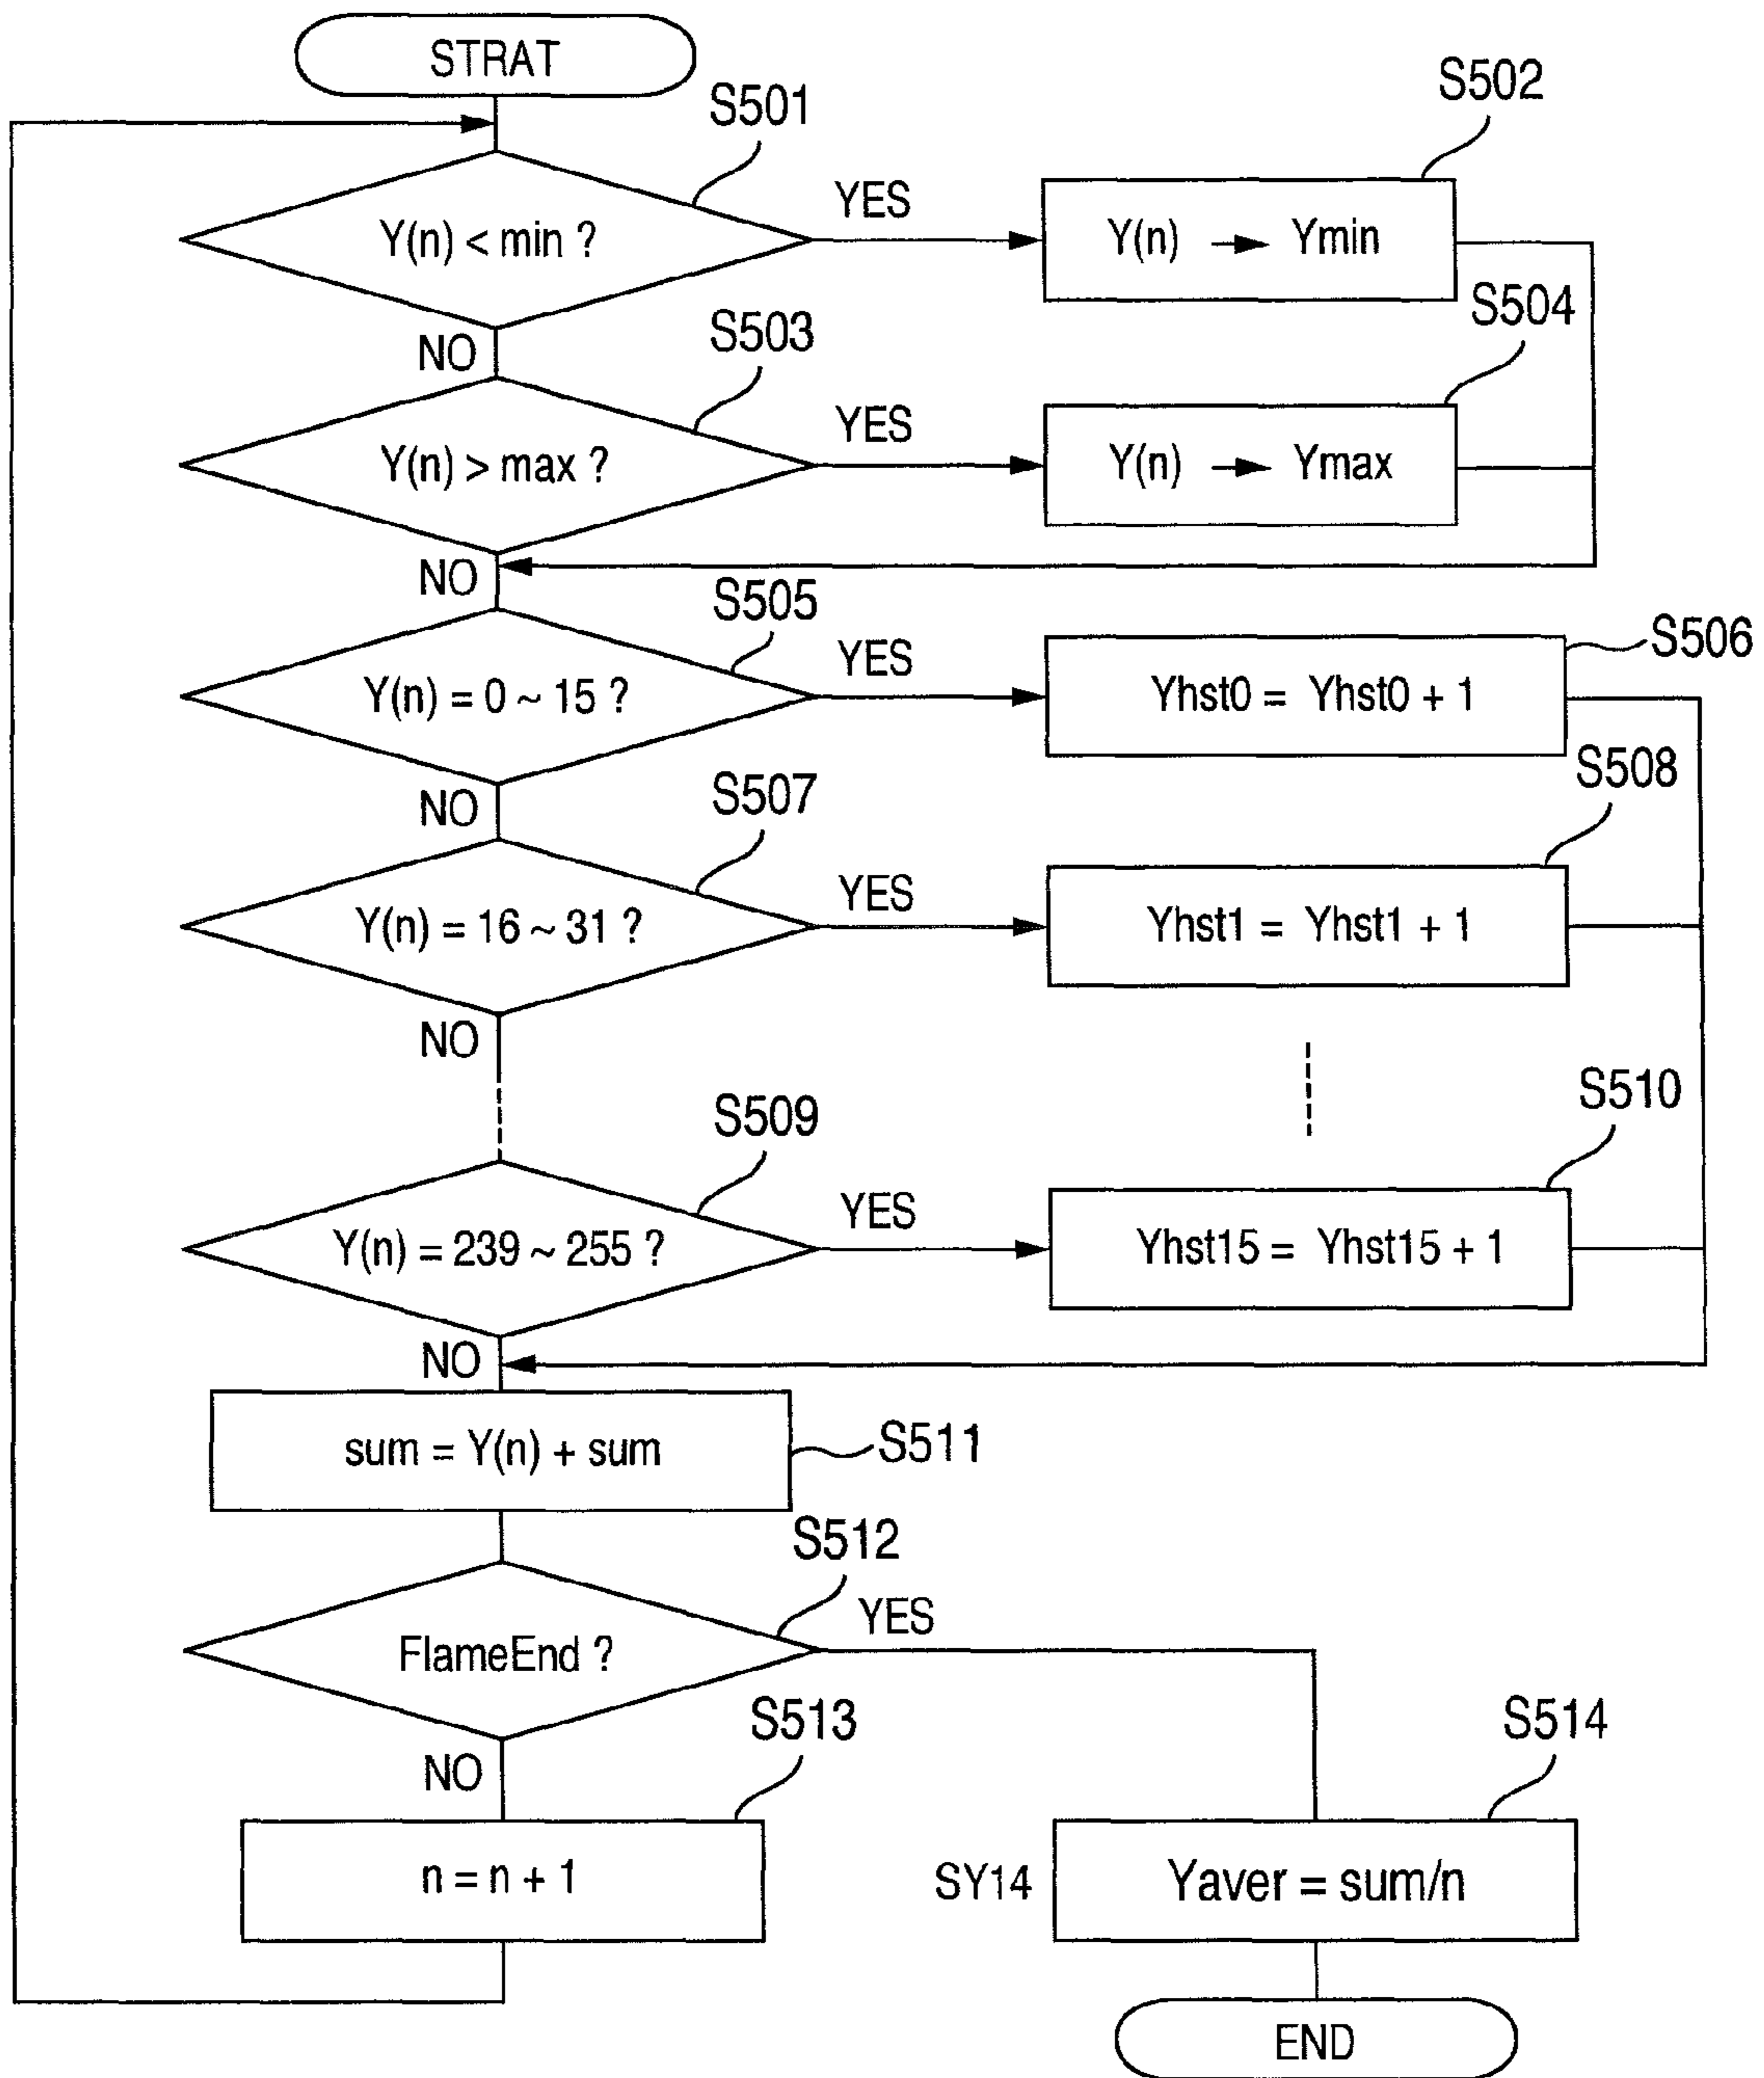 STRAT
S501
S502
Y(n) < min ?
YES
Y(n) → Ymin
NO
S503
S504
Y(n) > max ?
YES
Y(n) → Ymax
NO
S505
S506
Y(n) = 0 ~ 15 ?
YES
Yhst0 = Yhst0 + 1
NO
S507
S508
Y(n) = 16 ~ 31 ?
YES
Yhst1 = Yhst1 + 1
NO
S509
S510
Y(n) = 239 ~ 255 ?
YES
Yhst15 = Yhst15 + 1
NO
sum = Y(n) + sum
S511
S512
FlameEnd ?
YES
NO
S513
S514
n = n + 1
SY14
Yaver = sum/n
END